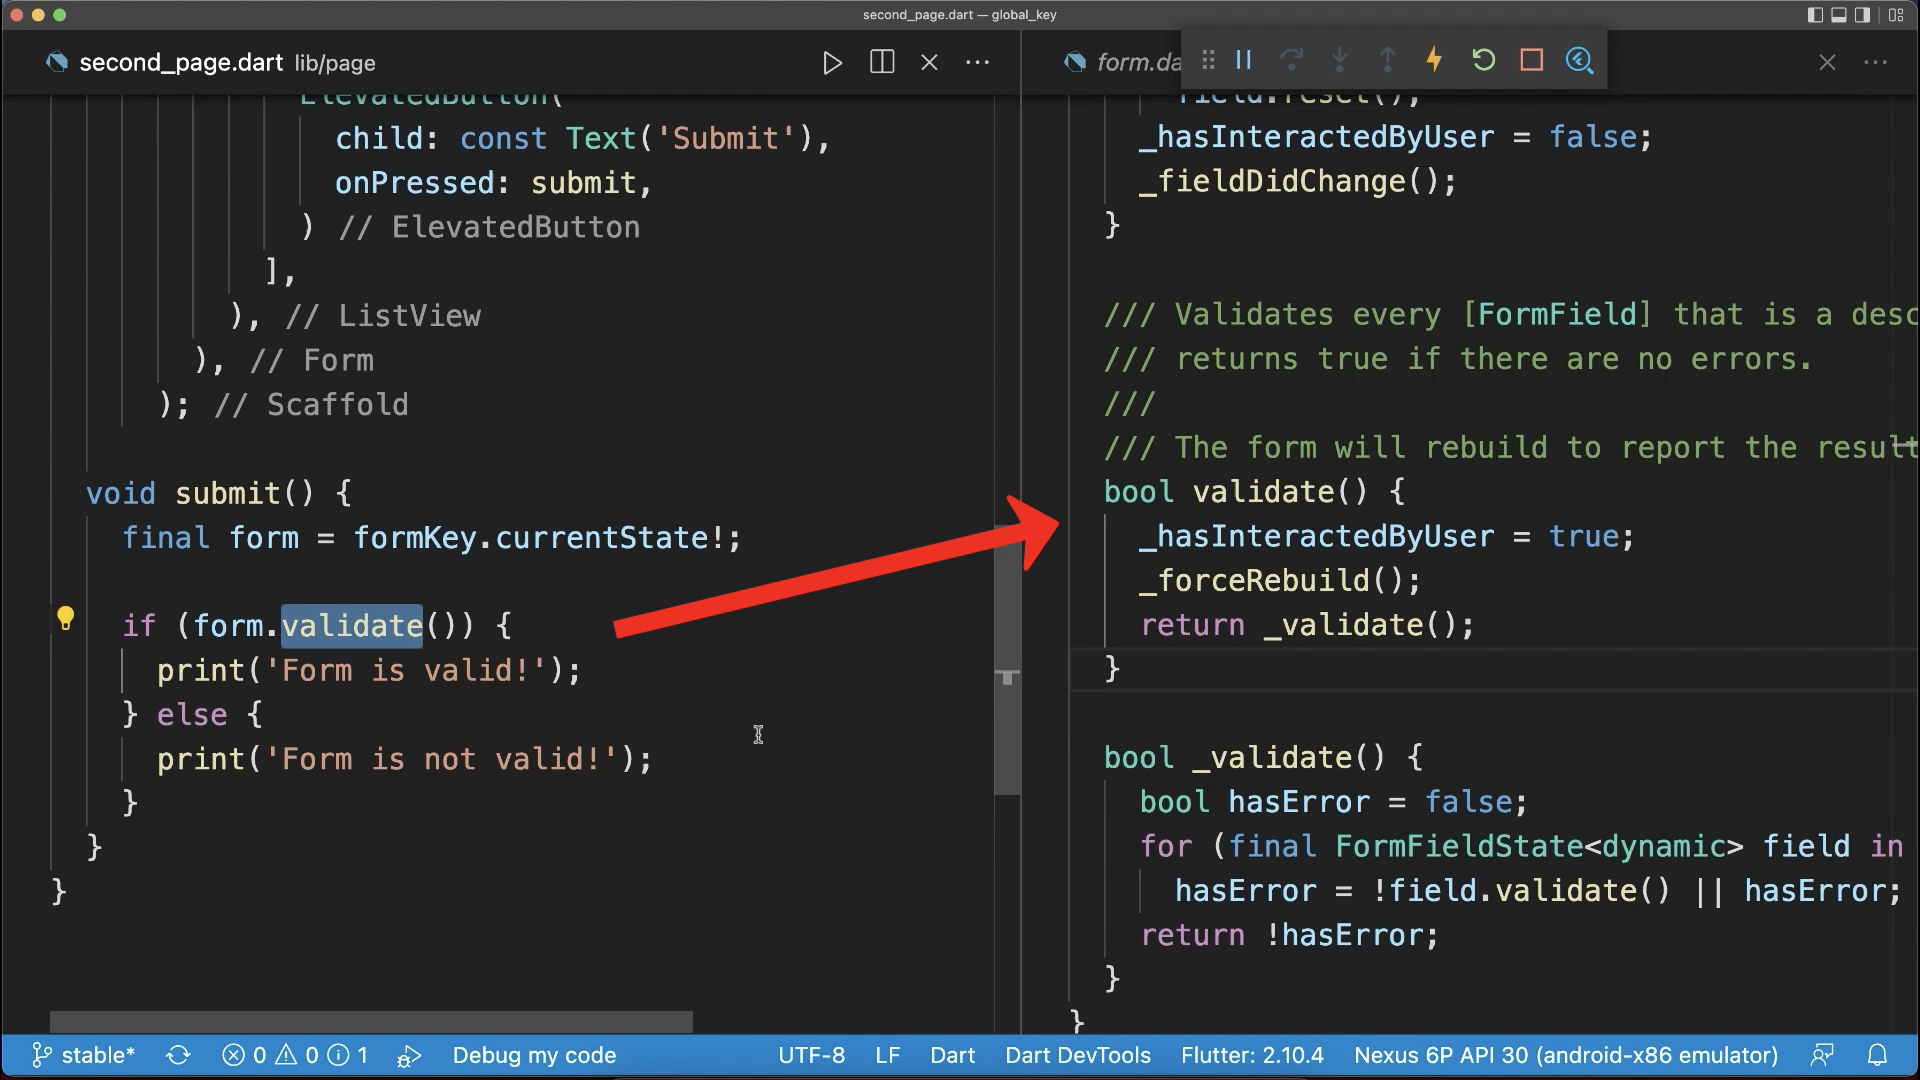 second_page.dart — global_key
second_page.dart lib/page
ElevatedButton(
child: const Text('Submit'),
onPressed: submit,
) // ElevatedButton
],
), // ListView
), // Form
); // Scaffold
void submit() {
final form = formKey.currentState!;
if (form.validate()) {
print('Form is valid!');
} else {
print('Form is not valid!');
}
}
}
form.da
field.reset();
_hasInteractedByUser = false;
_fieldDidChange();
}
/// Validates every [FormField] that is a desc
/// returns true if there are no errors.
///
/// The form will rebuild to report the result
bool validate() {
_hasInteractedByUser = true;
_forceRebuild();
return _validate();
}
bool _validate() {
bool hasError = false;
for (final FormFieldState<dynamic> field in
hasError = !field.validate() || hasError;
return !hasError;
}
}
stable* 0 0 1 Debug my code UTF-8 LF Dart Dart DevTools Flutter: 2.10.4 Nexus 6P API 30 (android-x86 emulator)